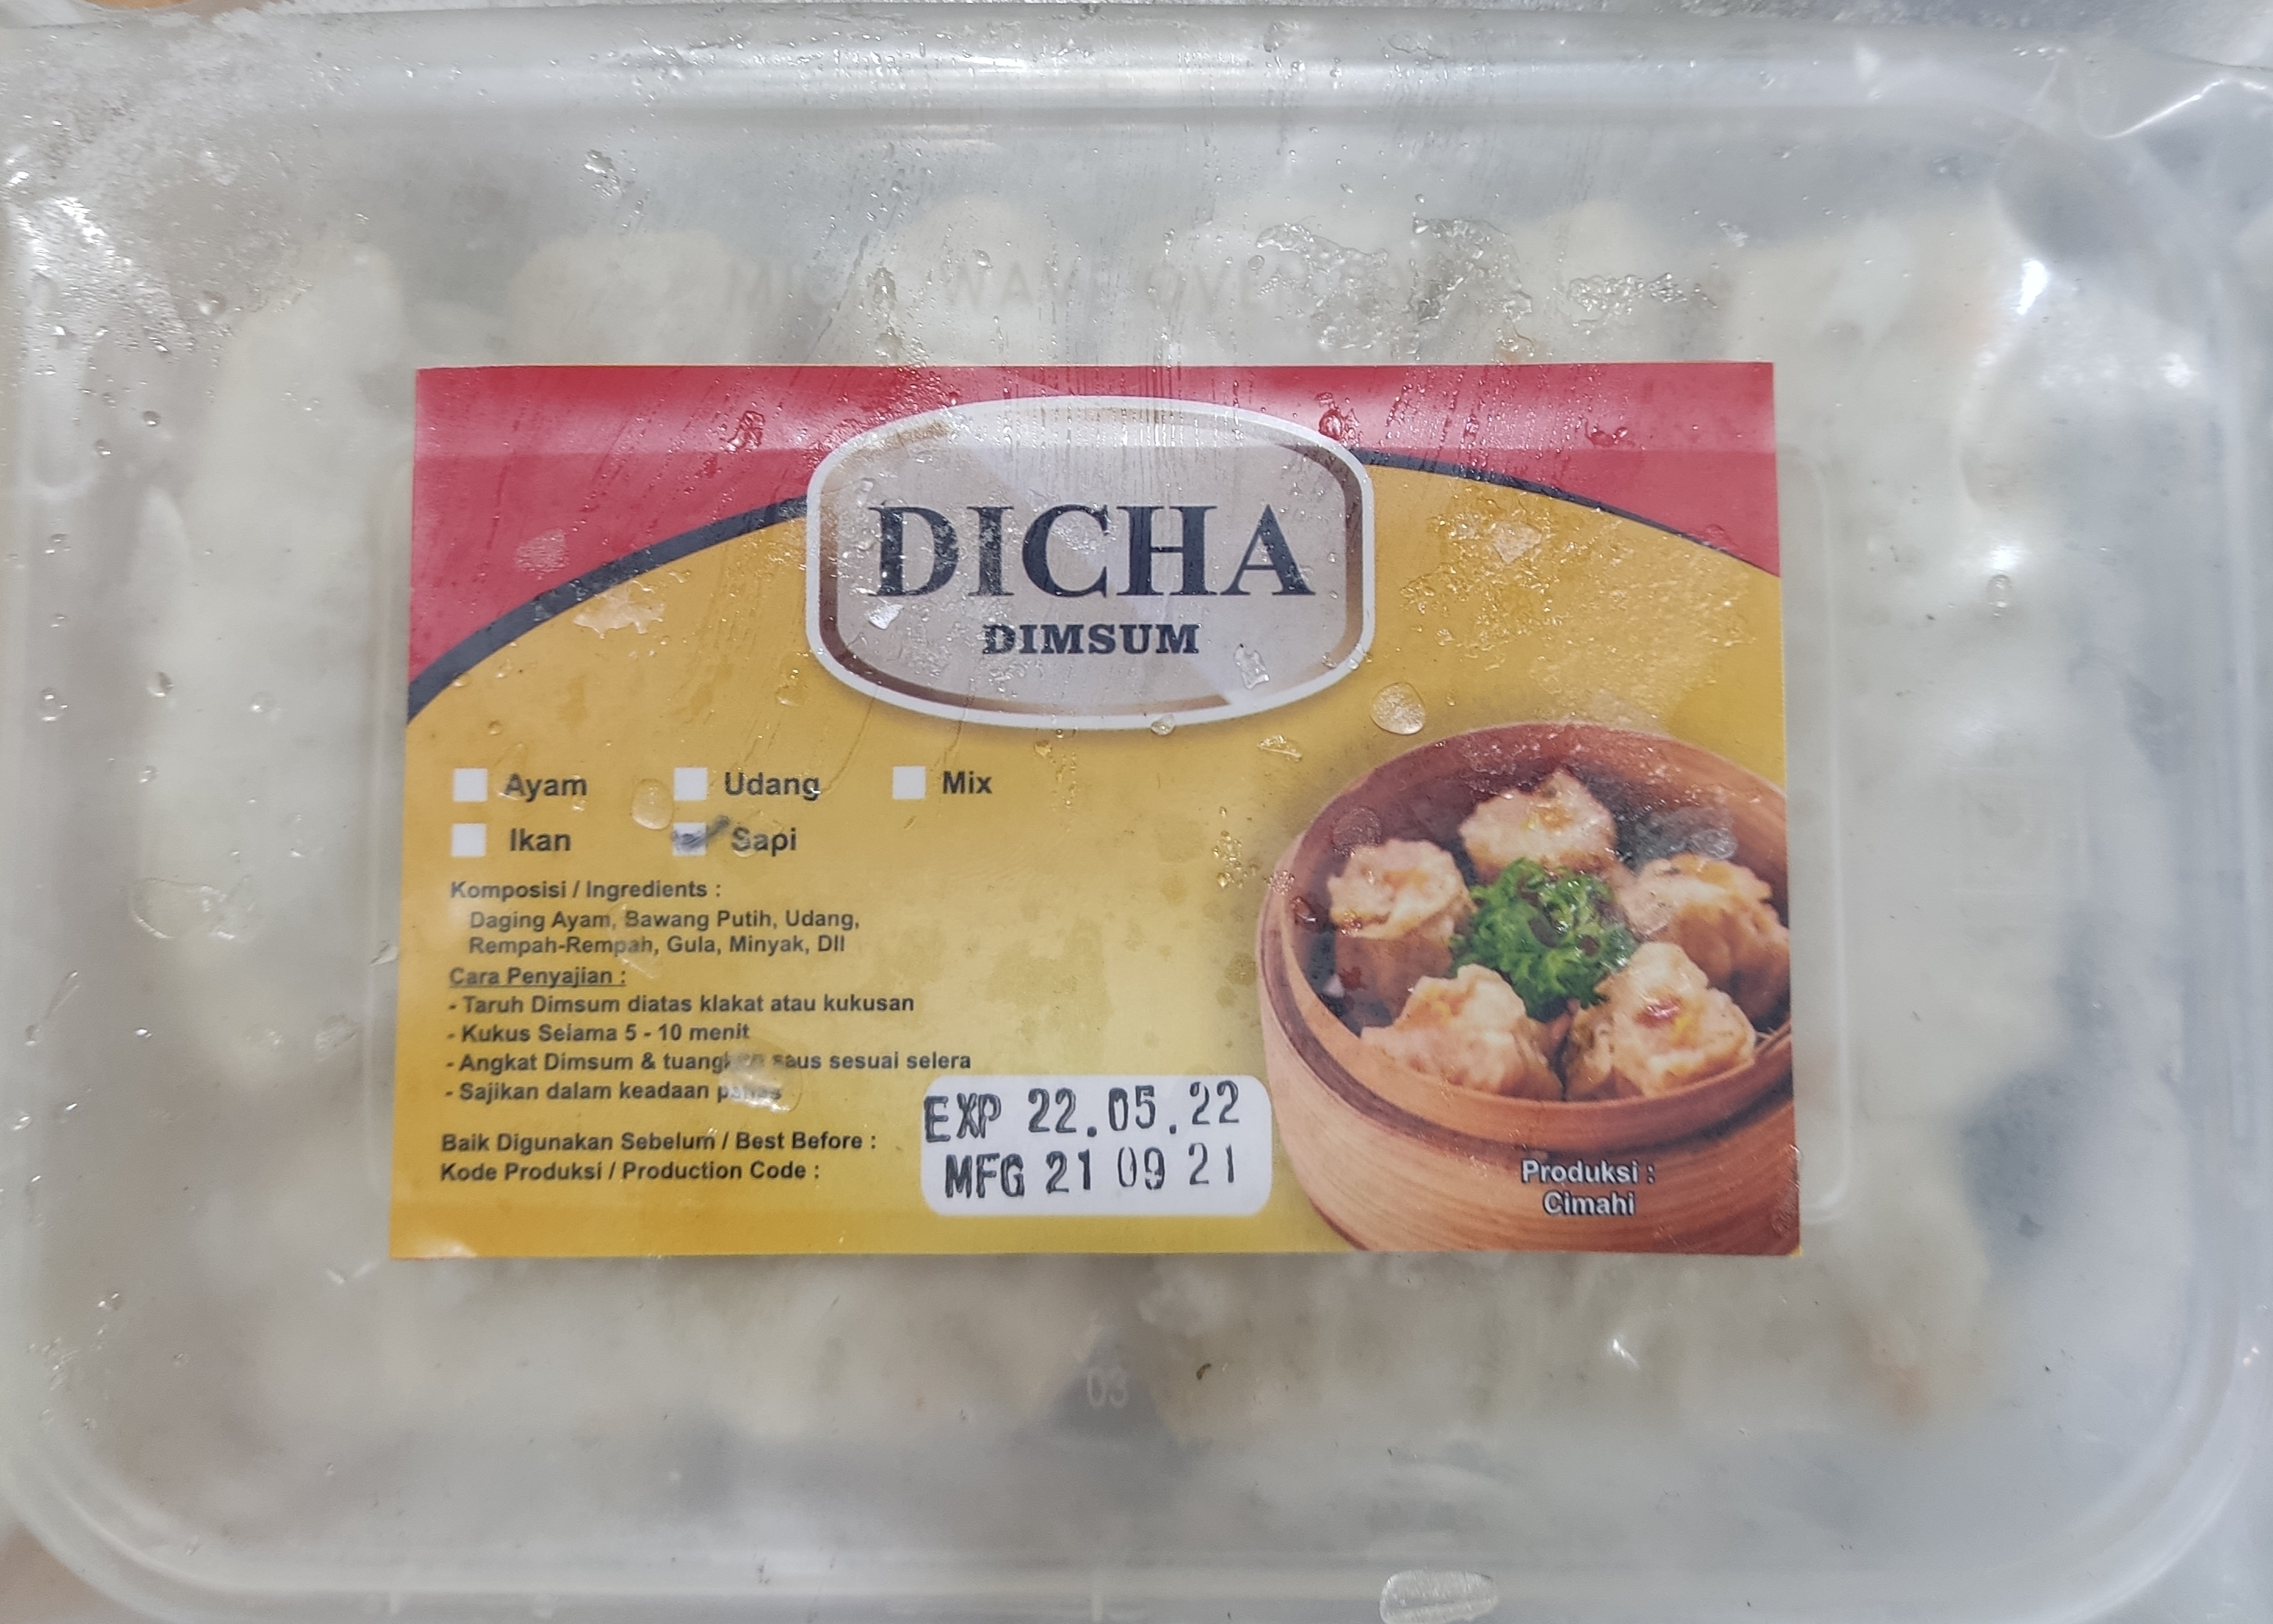 MICROWAVE OVEN
DICHA
DIMSUM
Ayam Udang Mix
Ikan Sapi
Komposisi / Ingredients :
Daging Ayam, Bawang Putih, Udang,
Rempah-Rempah, Gula, Minyak, Dll
Cara Penyajian :
- Taruh Dimsum diatas klakat atau kukusan
- Kukus Selama 5 - 10 menit
- Angkat Dimsum & tuangkan saus sesuai selera
- Sajikan dalam keadaan panas
Baik Digunakan Sebelum / Best Before :
Kode Produksi / Production Code :
EXP 22.05.22
MFG 21 09 21
Produksi :
Cimahi
03